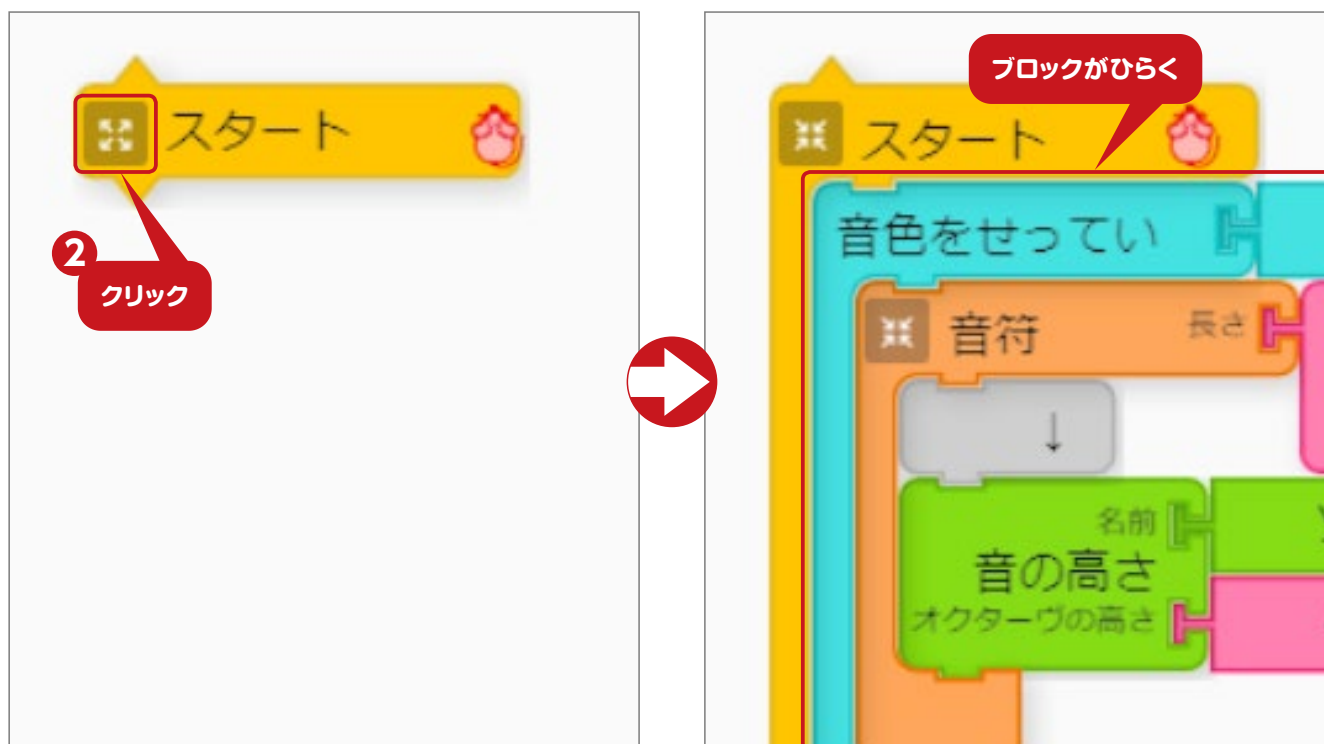 スタート
2
クリック
ブロックがひらく
スタート
音色をせってい
音符
長さ
↓
名前
音の高さ
オクターヴの高さ